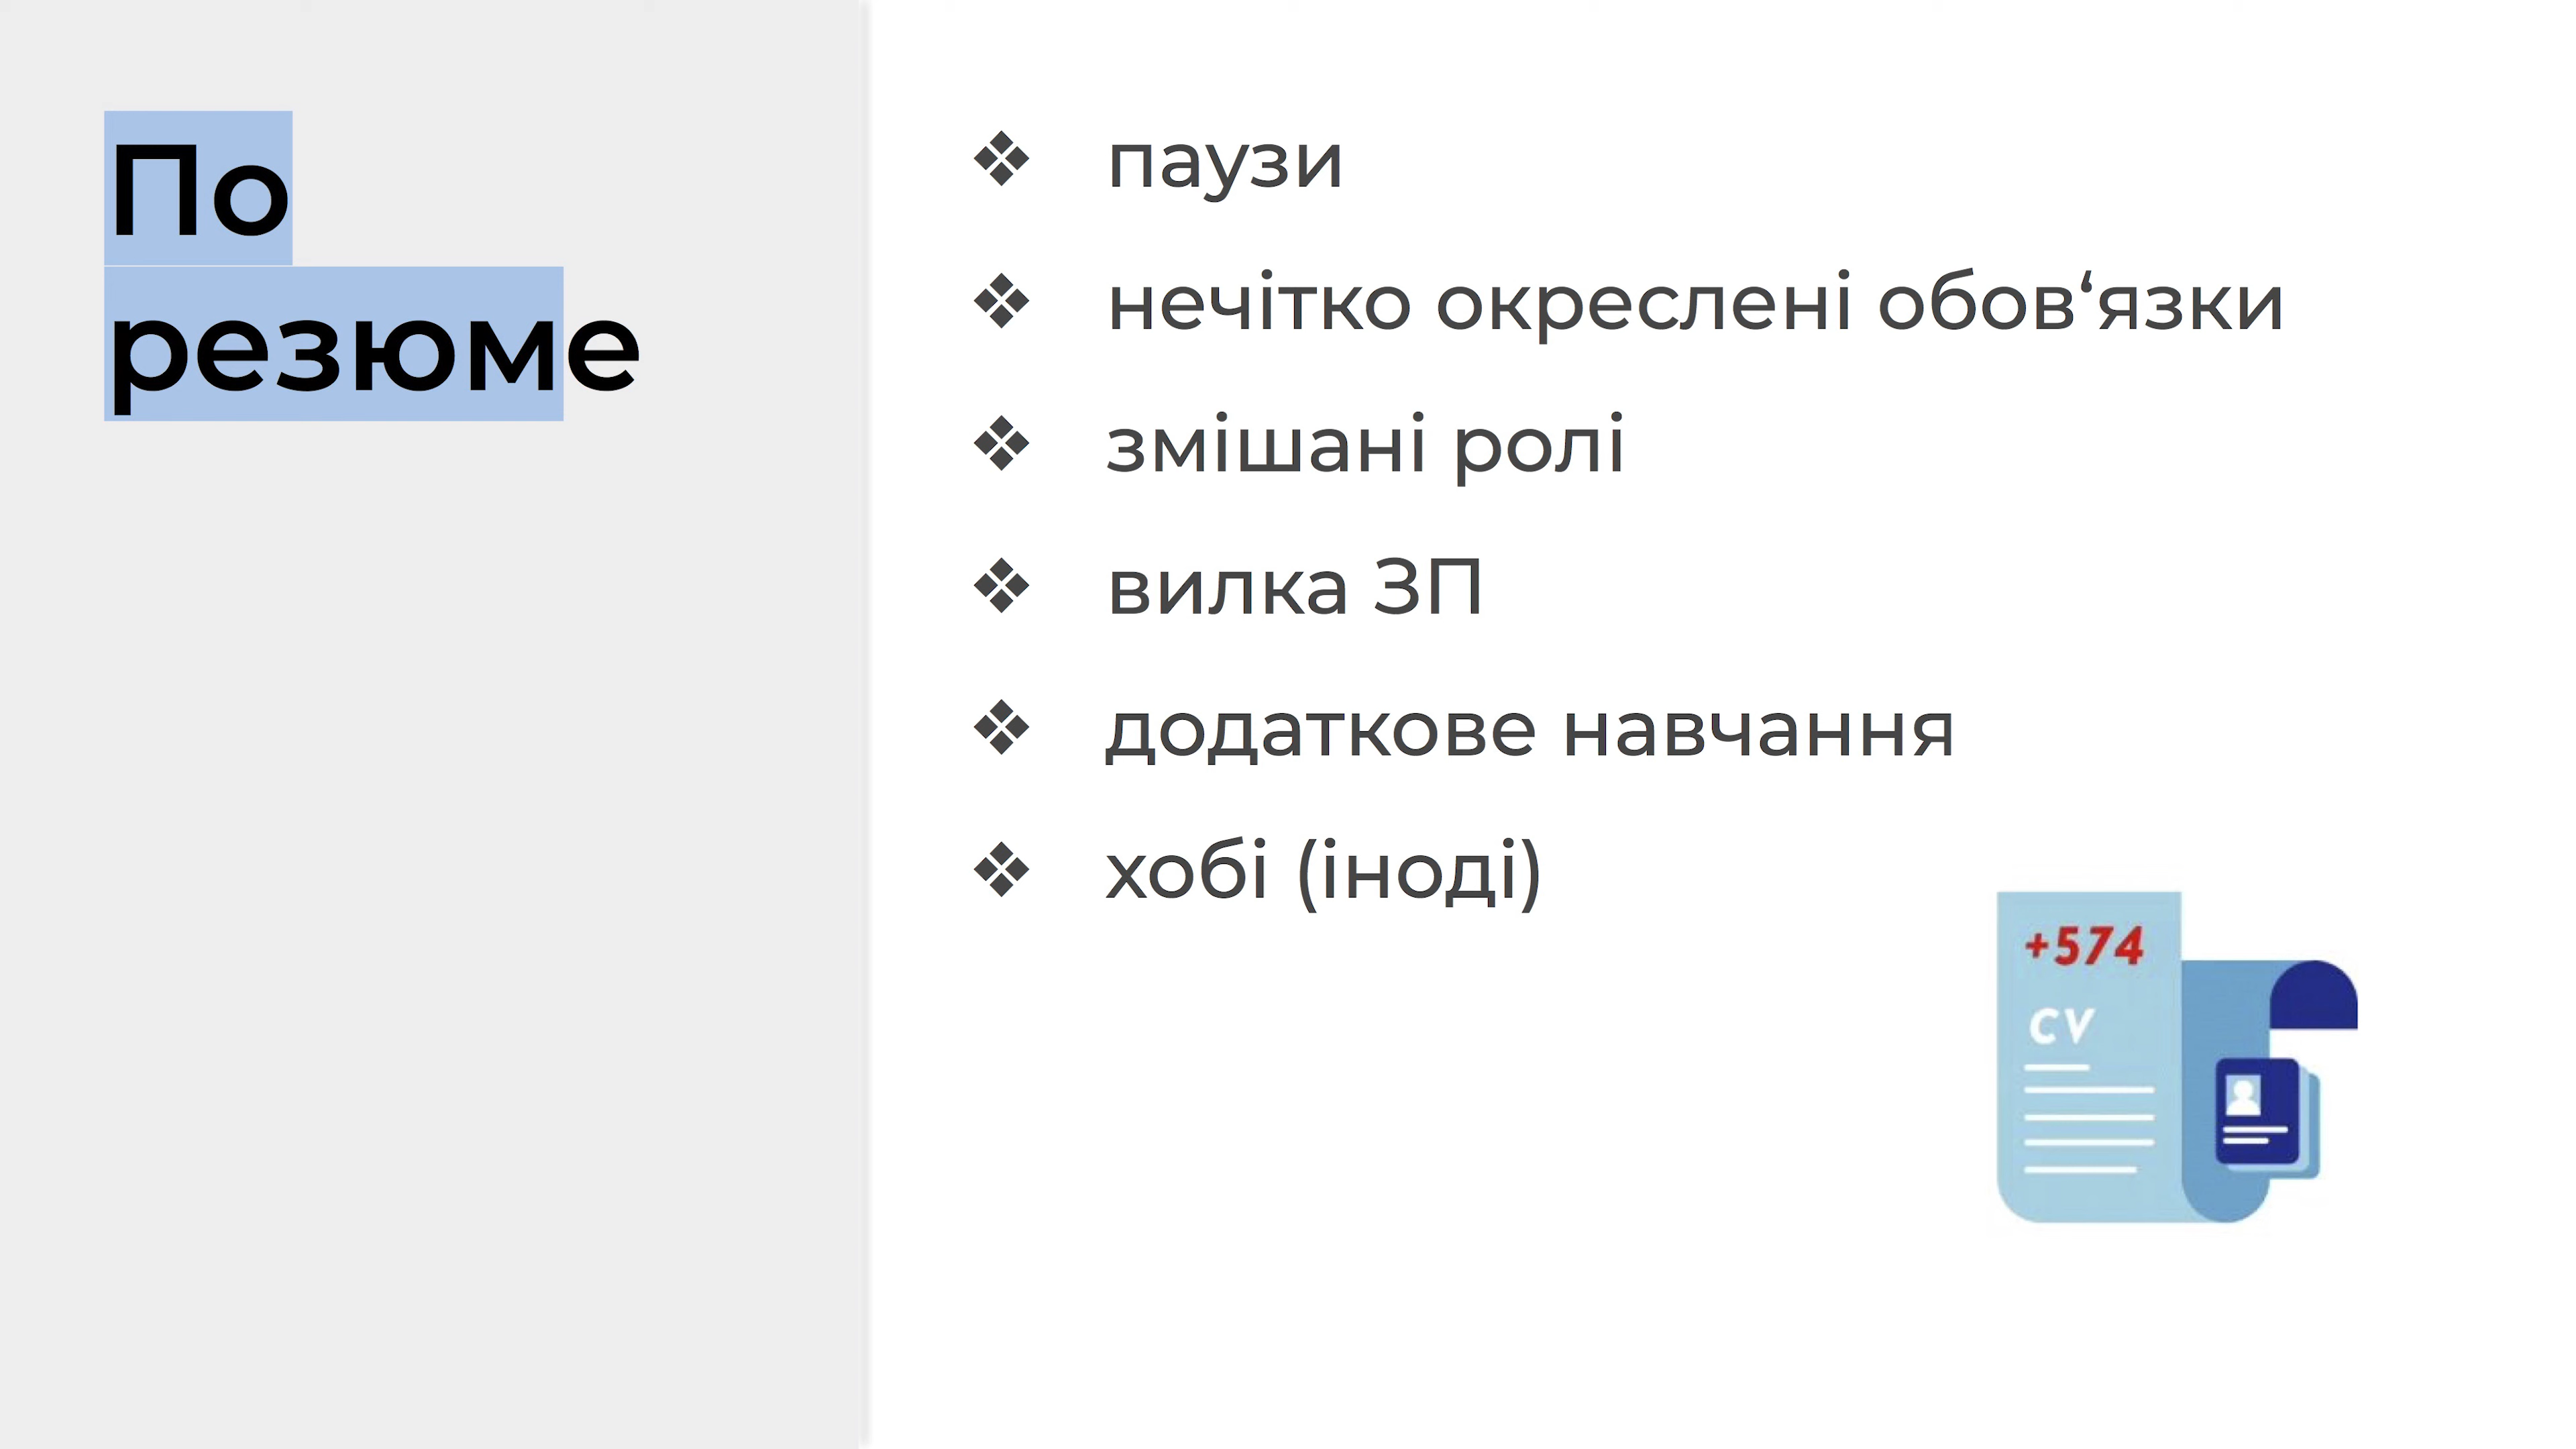 По
резюме
❖ паузи
❖ нечітко окреслені обов‘язки
❖ змішані ролі
❖ вилка ЗП
❖ додаткове навчання
❖ хобі (іноді)
+574
CV